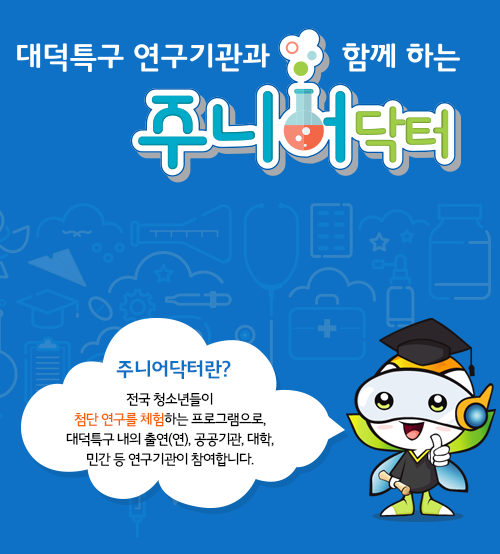 대덕특구 연구기관과 함께 하는
주니어닥터
주니어닥터란?
전국 청소년들이
첨단 연구를 체험하는 프로그램으로,
대덕특구 내의 출연(연), 공공기관, 대학,
민간 등 연구기관이 참여합니다.